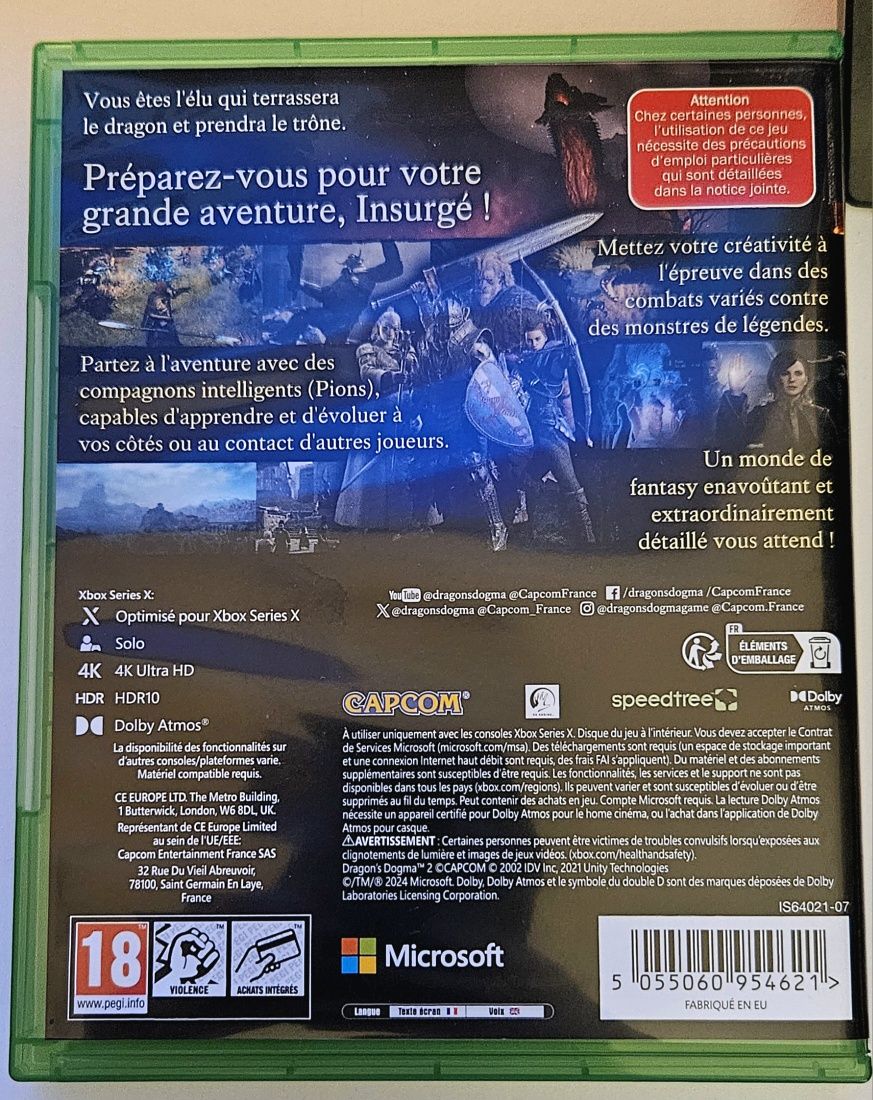 Vous êtes l'élu qui terrassera
le dragon et prendra le trône.
Attention
Chez certaines personnes,
l'utilisation de ce jeu
nécessite des précautions
d'emploi particulières
qui sont détaillées
dans la notice jointe.
Préparez-vous pour votre
grande aventure, Insurgé !
Mettez votre créativité à
l'épreuve dans des
combats variés contre
des monstres de légendes.
Partez à l'aventure avec des
compagnons intelligents (Pions),
capables d'apprendre et d'évoluer à
vos côtés ou au contact d'autres joueurs.
Un monde de
fantasy enavoûtant et
extraordinairement
détaillé vous attend !
Xbox Series X:
Optimisé pour Xbox Series X
Solo
4K 4K Ultra HD
HDR HDR10
Dolby Atmos®
La disponibilité des fonctionnalités sur
d'autres consoles/plateformes varie.
Matériel compatible requis.
CE EUROPE LTD. The Metro Building,
1 Butterwick, London, W6 8DL, UK.
Représentant de CE Europe Limited
au sein de l'UE/EEE:
Capcom Entertainment France SAS
32 Rue Du Vieil Abreuvoir,
78100, Saint Germain En Laye,
France
YouTube @dragonsdogma @CapcomFrance /dragonsdogma /CapcomFrance
X @dragonsdogma @Capcom_France @dragonsdogmagame @Capcom.France
FR
ÉLÉMENTS
D'EMBALLAGE
CAPCOM®
speedtree®
Dolby
ATMOS
À utiliser uniquement avec les consoles Xbox Series X. Disque du jeu à l'intérieur. Vous devez accepter le Contrat
de Services Microsoft (microsoft.com/msa). Des téléchargements sont requis (un espace de stockage important
et une connexion Internet haut débit sont requis, des frais FAI s'appliquent). Du matériel et des abonnements
supplémentaires sont susceptibles d'être requis. Les fonctionnalités, les services et le support ne sont pas
disponibles dans tous les pays (xbox.com/regions). Ils peuvent varier et sont susceptibles d'évoluer ou d'être
supprimés au fil du temps. Peut contenir des achats en jeu. Compte Microsoft requis. La lecture Dolby Atmos
nécessite un appareil certifié pour Dolby Atmos pour le home cinéma, ou l'achat dans l'application de Dolby
Atmos pour casque.
⚠AVERTISSEMENT : Certaines personnes peuvent être victimes de troubles convulsifs lorsqu'exposées aux
clignotements de lumière et images de jeux vidéos. (xbox.com/healthandsafety).
Dragon's Dogma™ 2 ©CAPCOM © 2002 IDV Inc, 2021 Unity Technologies
©/TM/® 2024 Microsoft. Dolby, Dolby Atmos et le symbole du double D sont des marques déposées de Dolby
Laboratories Licensing Corporation.
IS64021-07
18
www.pegi.info
VIOLENCE
ACHATS INTÉGRÉS
Microsoft
Langue Texte écran Voix
5 055060 954621 >
FABRIQUÉ EN EU